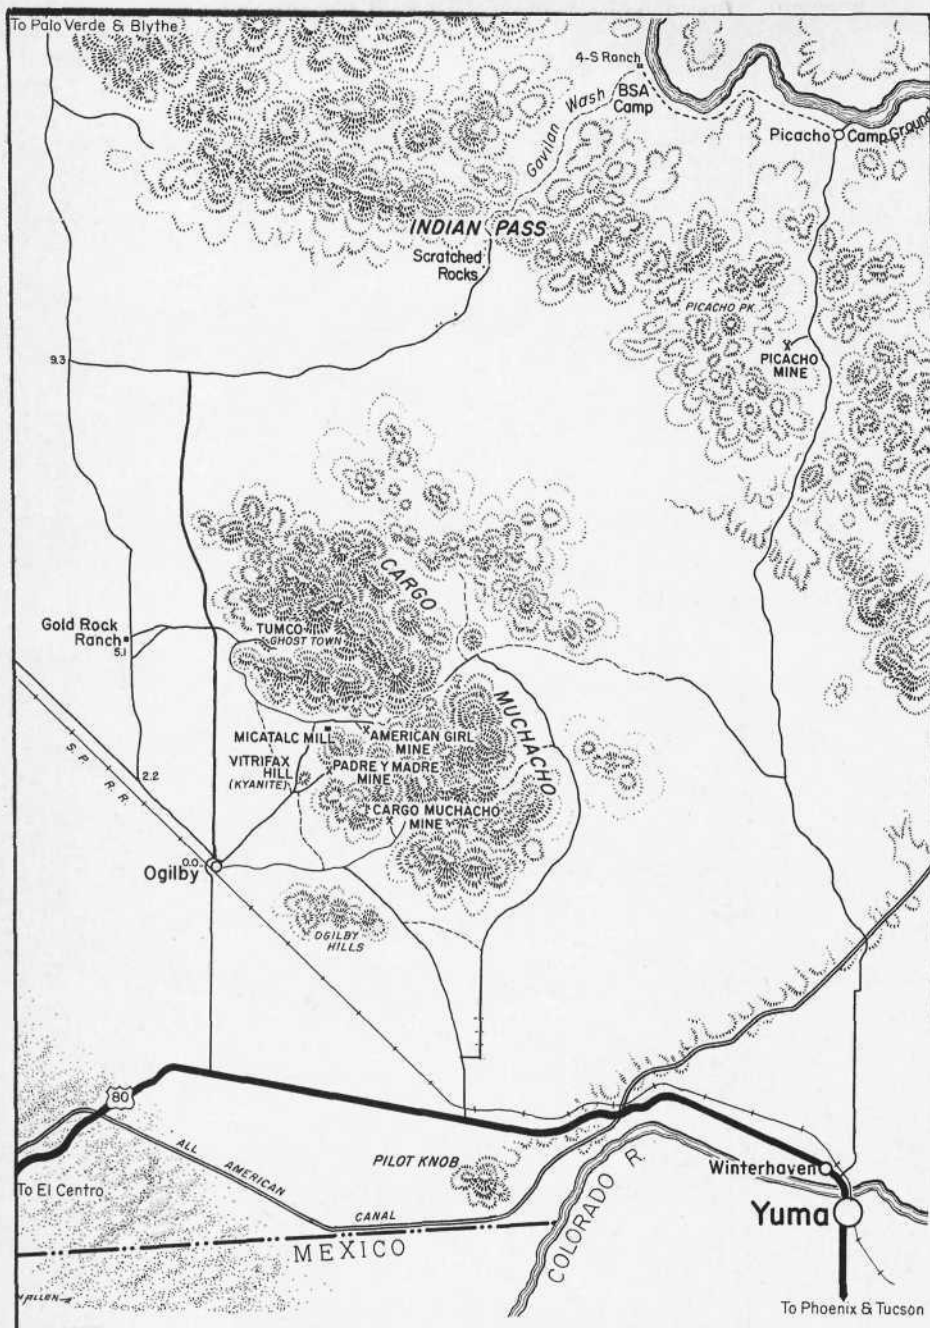 To Palo Verde & Blythe
4-S Ranch
BSA
Camp
Gavilan Wash
Picacho Camp Ground
INDIAN PASS
Scratched
Rocks
PICACHO PK.
9.3
PICACHO
MINE
CARGO
Gold Rock
Ranch
5.1
TUMCO
GHOST TOWN
MUCHACHO
S. P. R. R.
MICATALC MILL
AMERICAN GIRL
MINE
VITRIFAX
HILL
(KYANITE)
PADRE Y MADRE
MINE
2.2
CARGO MUCHACHO
MINE
0.0
Ogilby
OGILBY
HILLS
80
ALL AMERICAN CANAL
PILOT KNOB
COLORADO R.
Winterhaven
To El Centro
Yuma
MEXICO
To Phoenix & Tucson